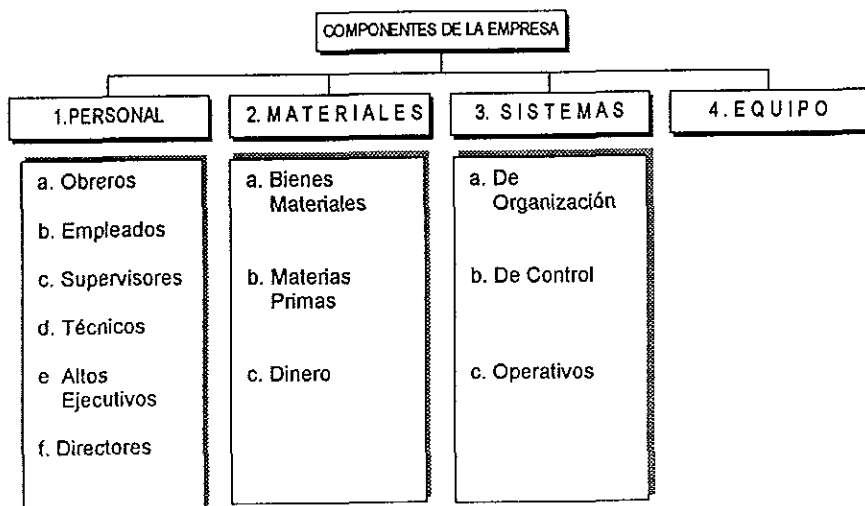 COMPONENTES DE LA EMPRESA
1.PERSONAL
2. MATERIALES
3. SISTEMAS
4. EQUIPO
a. Obreros
b. Empleados
c. Supervisores
d. Técnicos
e Altos
Ejecutivos
f. Directores
a. Bienes
Materiales
b. Materias
Primas
c. Dinero
a. De
Organización
b. De Control
c. Operativos